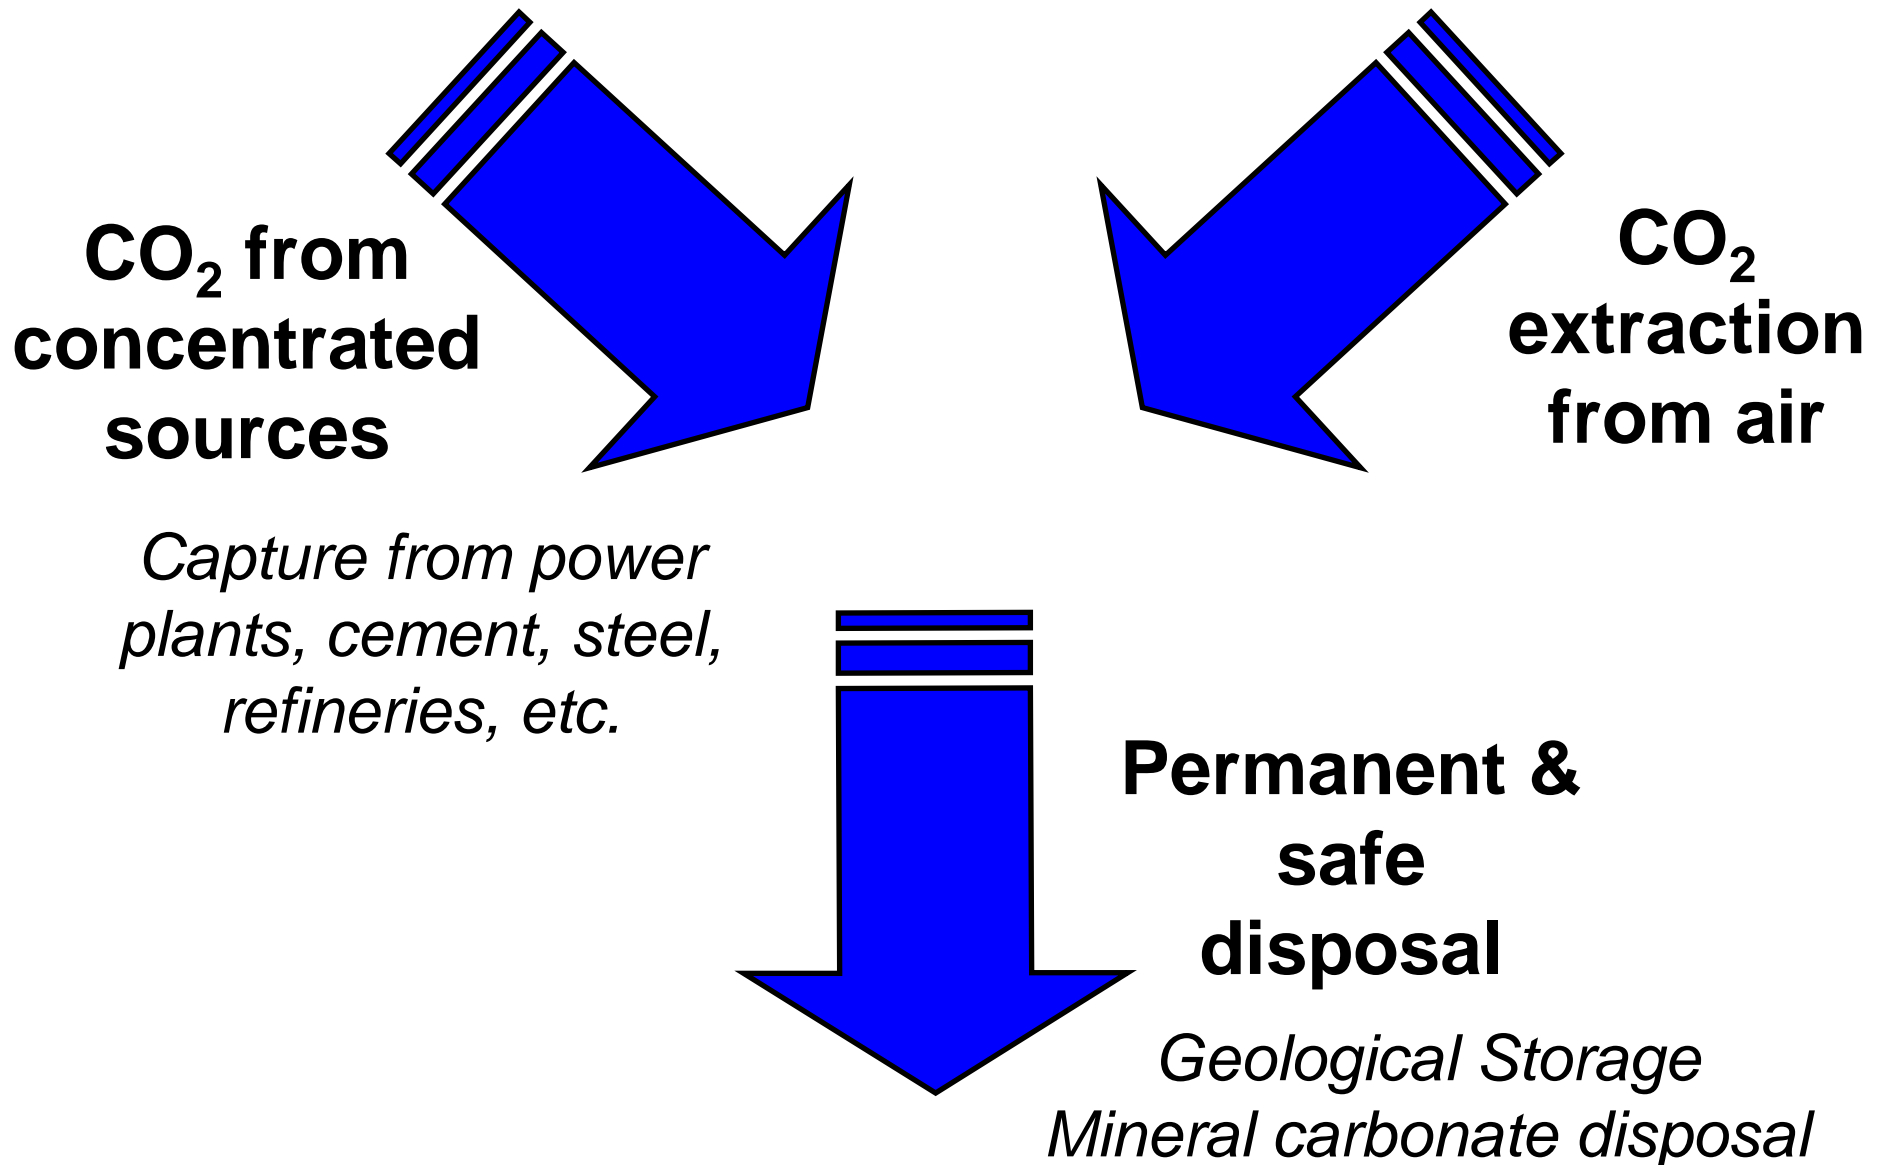 CO₂ from
concentrated
sources
CO₂
extraction
from air
Capture from power
plants, cement, steel,
refineries, etc.
Permanent &
safe
disposal
Geological Storage
Mineral carbonate disposal